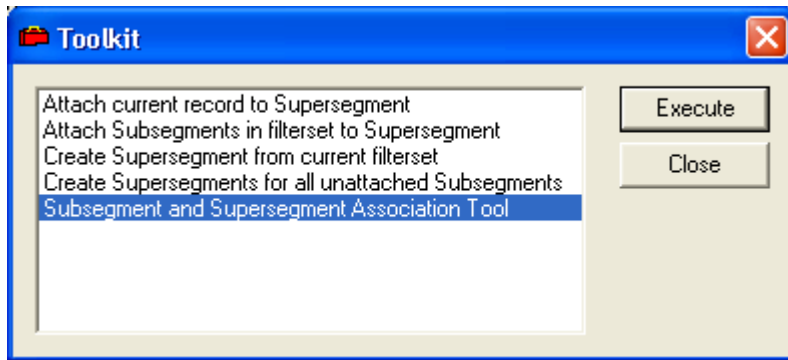 Toolkit
Attach current record to Supersegment
Attach Subsegments in filterset to Supersegment
Create Supersegment from current filterset
Create Supersegments for all unattached Subsegments
Subsegment and Supersegment Association Tool
Execute
Close